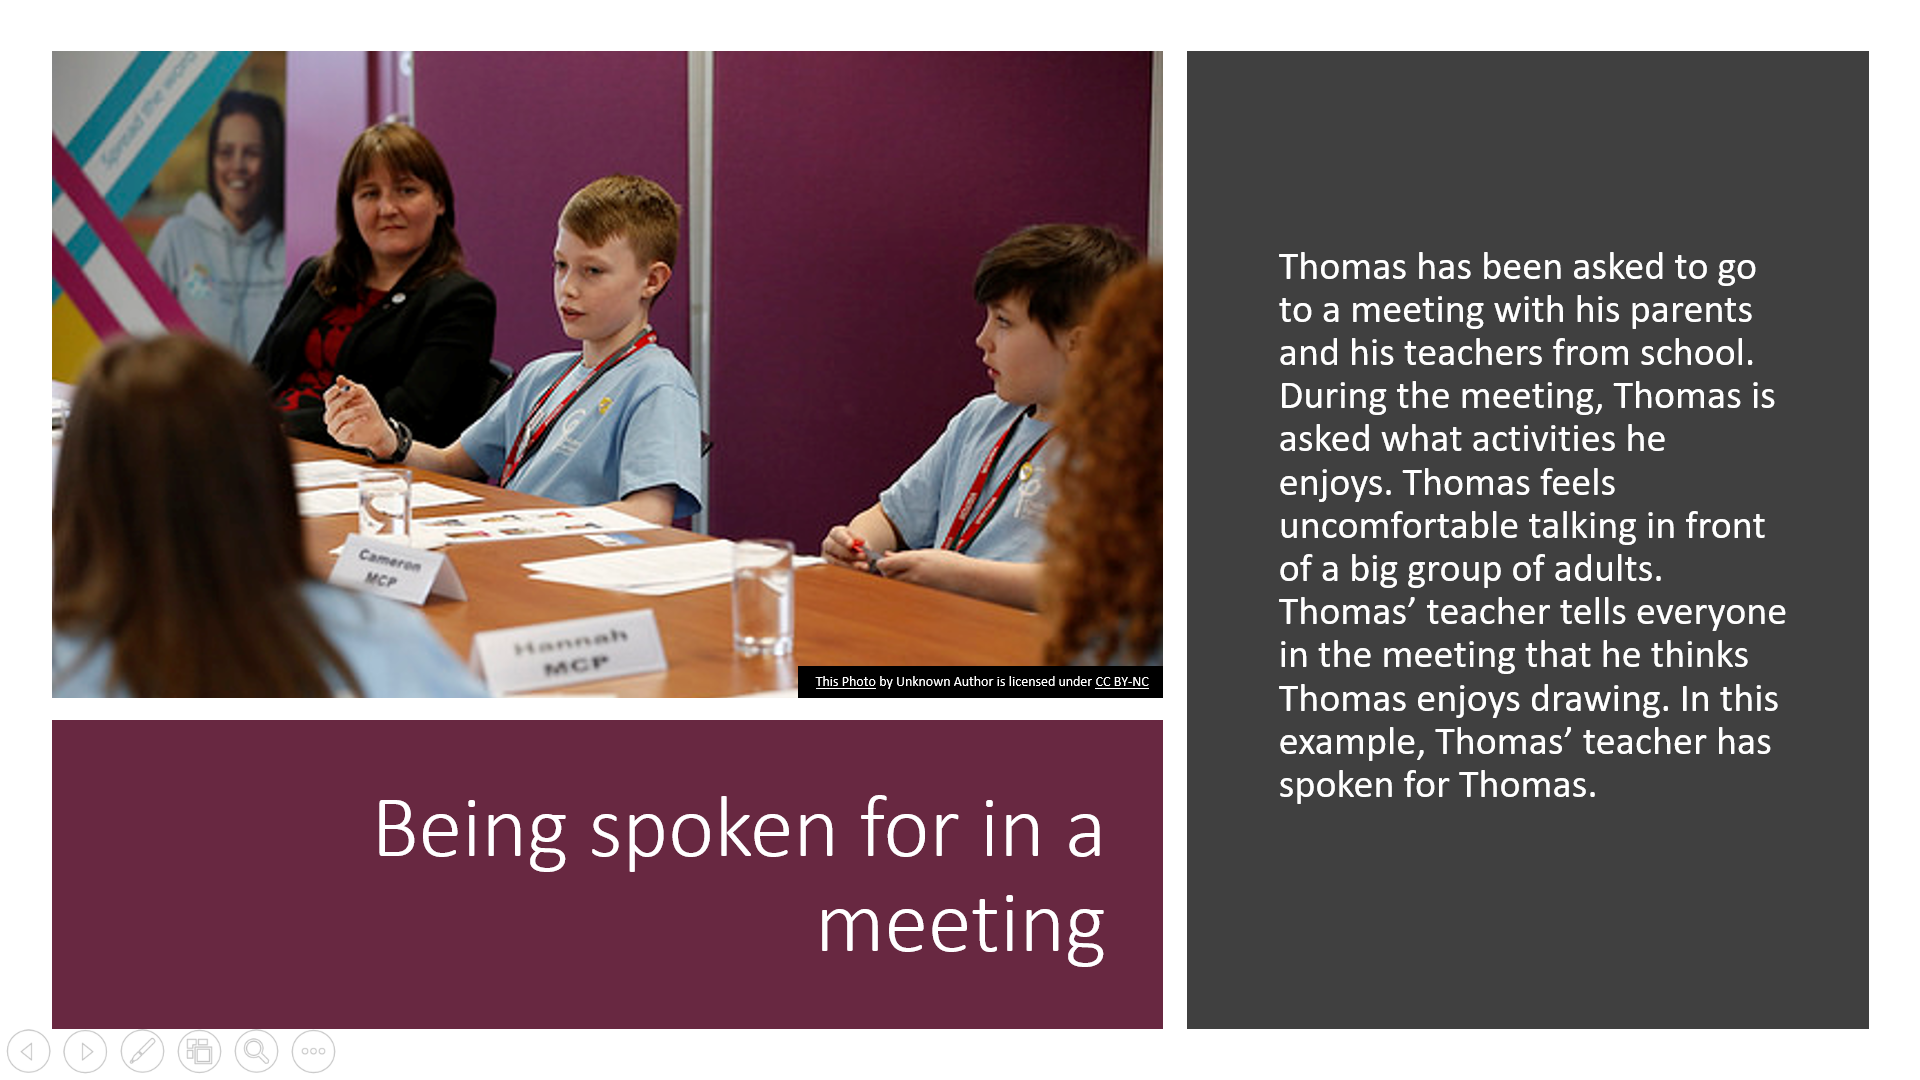 Spread the word
Cameron
MCP
Hannah
MCP
This Photo by Unknown Author is licensed under CC BY-NC
Being spoken for in a
meeting
Thomas has been asked to go
to a meeting with his parents
and his teachers from school.
During the meeting, Thomas is
asked what activities he
enjoys. Thomas feels
uncomfortable talking in front
of a big group of adults.
Thomas’ teacher tells everyone
in the meeting that he thinks
Thomas enjoys drawing. In this
example, Thomas’ teacher has
spoken for Thomas.